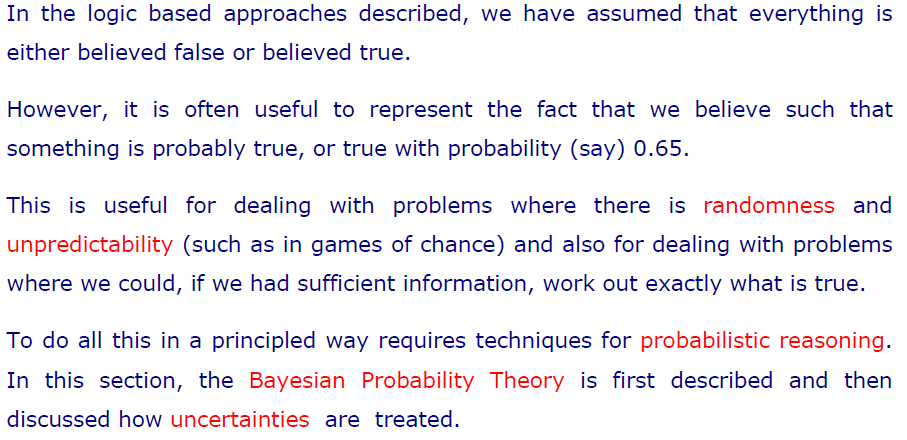 In the logic based approaches described, we have assumed that everything is
either believed false or believed true.
However, it is often useful to represent the fact that we believe such that
something is probably true, or true with probability (say) 0.65.
This is useful for dealing with problems where there is randomness and
unpredictability (such as in games of chance) and also for dealing with problems
where we could, if we had sufficient information, work out exactly what is true.
To do all this in a principled way requires techniques for probabilistic reasoning.
In this section, the Bayesian Probability Theory is first described and then
discussed how uncertainties are treated.